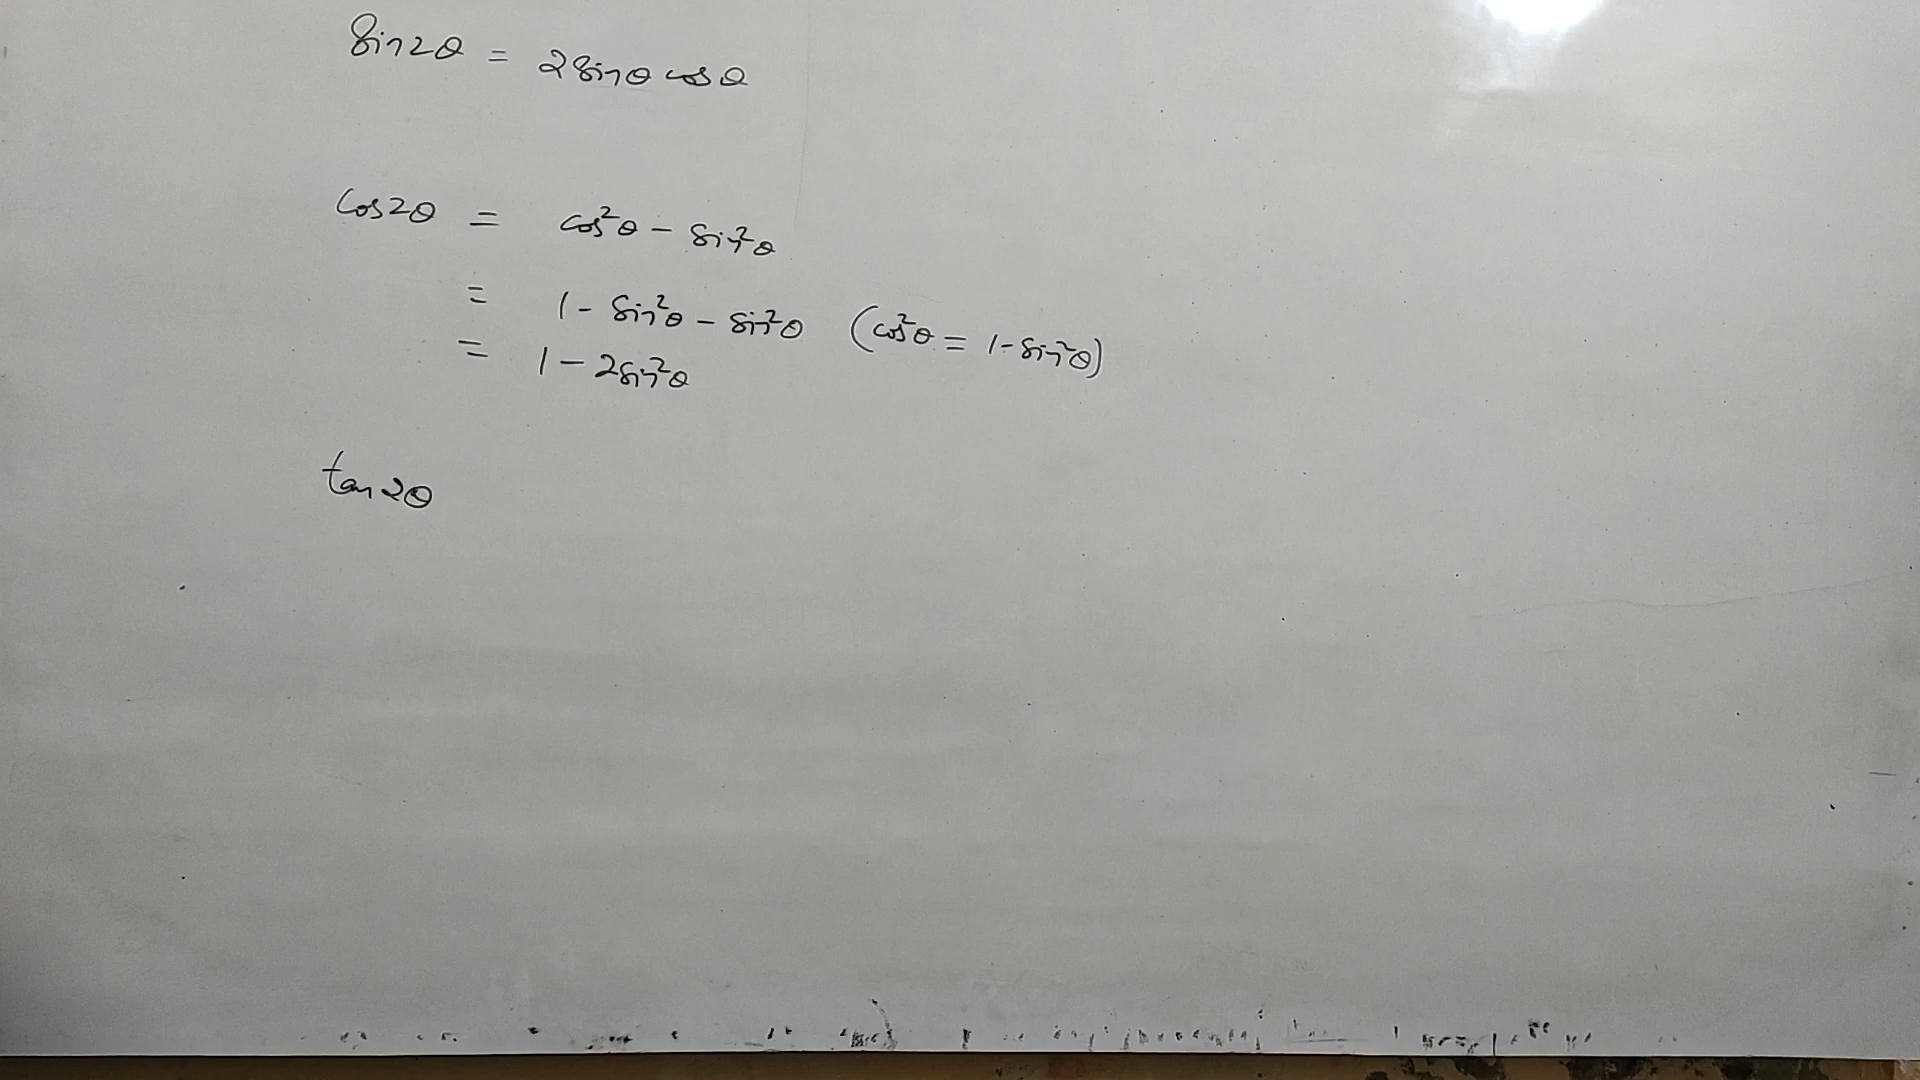 Sin2θ = 2Sinθ cosθ
Cos2θ = cos²θ - Sin²θ
= 1 - Sin²θ - Sin²θ (cos²θ = 1 - Sin²θ)
= 1 - 2Sin²θ
tan2θ